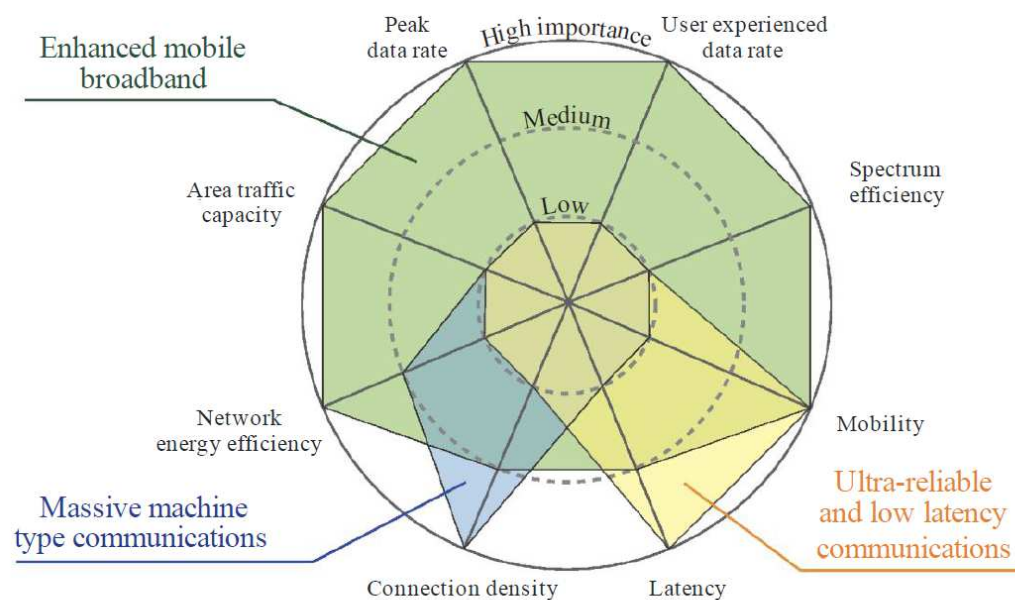 Peak
data rate
High importance
User experienced
data rate
Enhanced mobile
broadband
Medium
Area traffic
capacity
Spectrum
efficiency
Low
Network
energy efficiency
Mobility
Massive machine
type communications
Ultra-reliable
and low latency
communications
Connection density
Latency